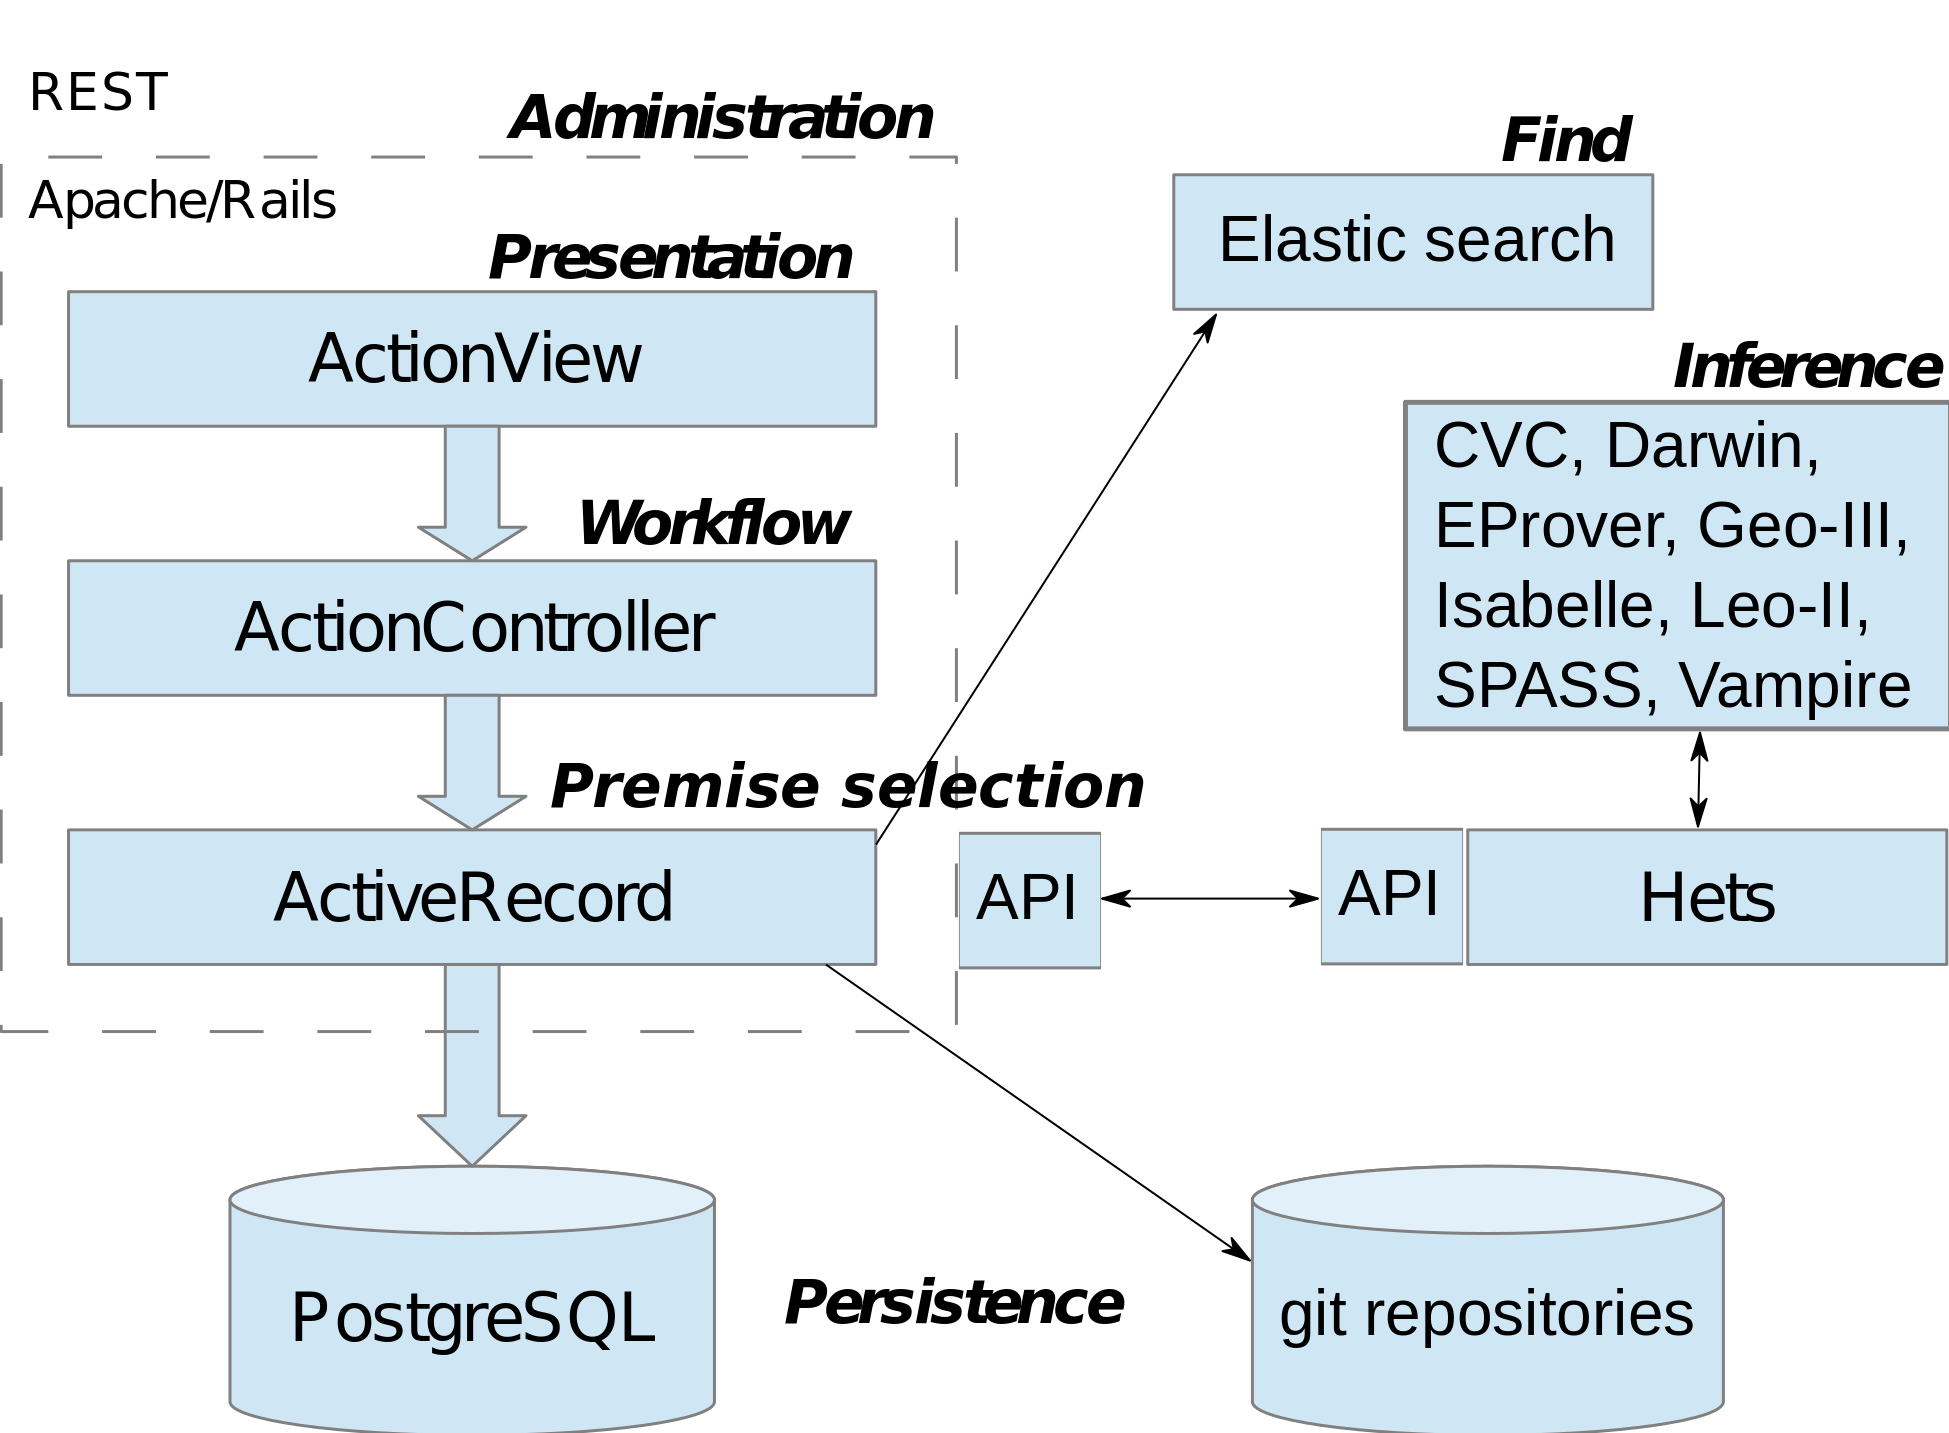 REST
Administration
Apache/Rails
Presentation
ActionView
Workflow
ActionController
Premise selection
ActiveRecord
API
API
Hets
Find
Elastic search
Inference
CVC, Darwin,
EProver, Geo-III,
Isabelle, Leo-II,
SPASS, Vampire
PostgreSQL
Persistence
git repositories